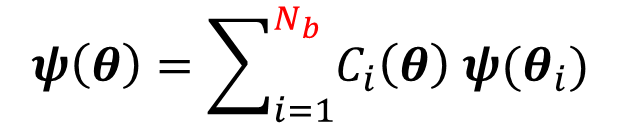 𝝍(𝜽) = ∑_{i=1}^{N_b} C_i(𝜽) 𝝍(𝜽_i)